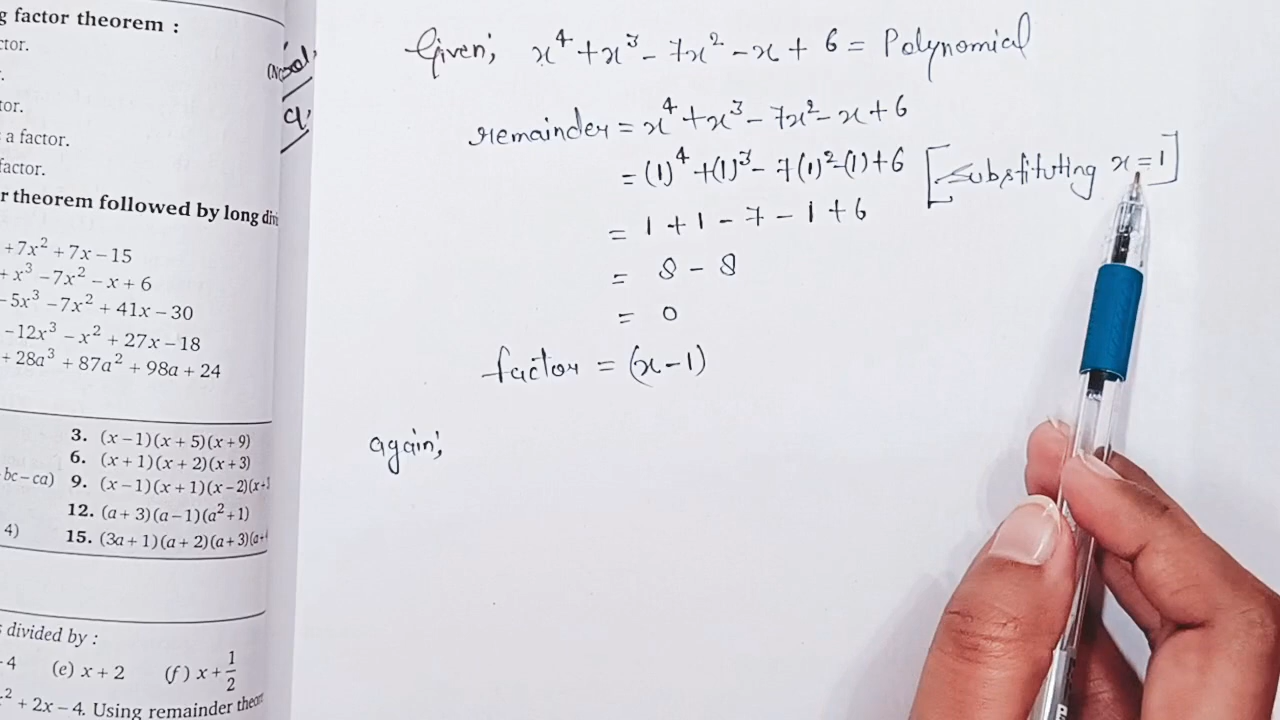 g factor theorem :
ctor.
.
tor.
s a factor.
factor.
r theorem followed by long divi
+7x² + 7x − 15
+ x³ − 7x² − x + 6
− 5x³ − 7x² + 41x − 30
− 12x³ − x² + 27x − 18
+ 28a³ + 87a² + 98a + 24
3. (x − 1)(x + 5)(x + 9)
6. (x + 1)(x + 2)(x + 3)
bc − ca) 9. (x − 1)(x + 1)(x − 2)(x + 3
12. (a + 3)(a − 1)(a² + 1)
4) 15. (3a + 1)(a + 2)(a + 3)(a + 4
s divided by :
−4 (e) x + 2 (f) x + 1/2
² + 2x − 4. Using remainder theor
9.
Given; x⁴ + x³ − 7x² − x + 6 = Polynomial
remainder = x⁴ + x³ − 7x² − x + 6
= (1)⁴ + (1)³ − 7(1)² − (1) + 6 [substituting x = 1]
= 1 + 1 − 7 − 1 + 6
= 8 − 8
= 0
factor = (x − 1)
again;